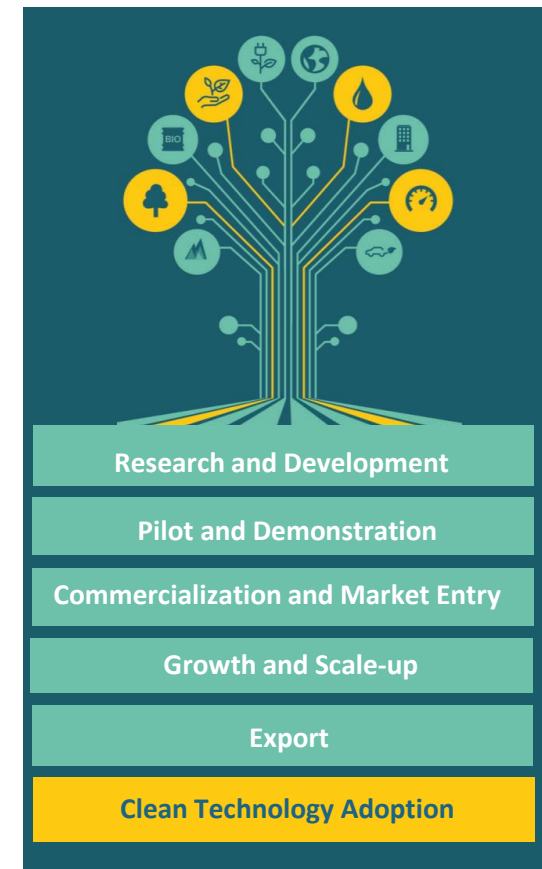 BIO
Research and Development
Pilot and Demonstration
Commercialization and Market Entry
Growth and Scale-up
Export
Clean Technology Adoption